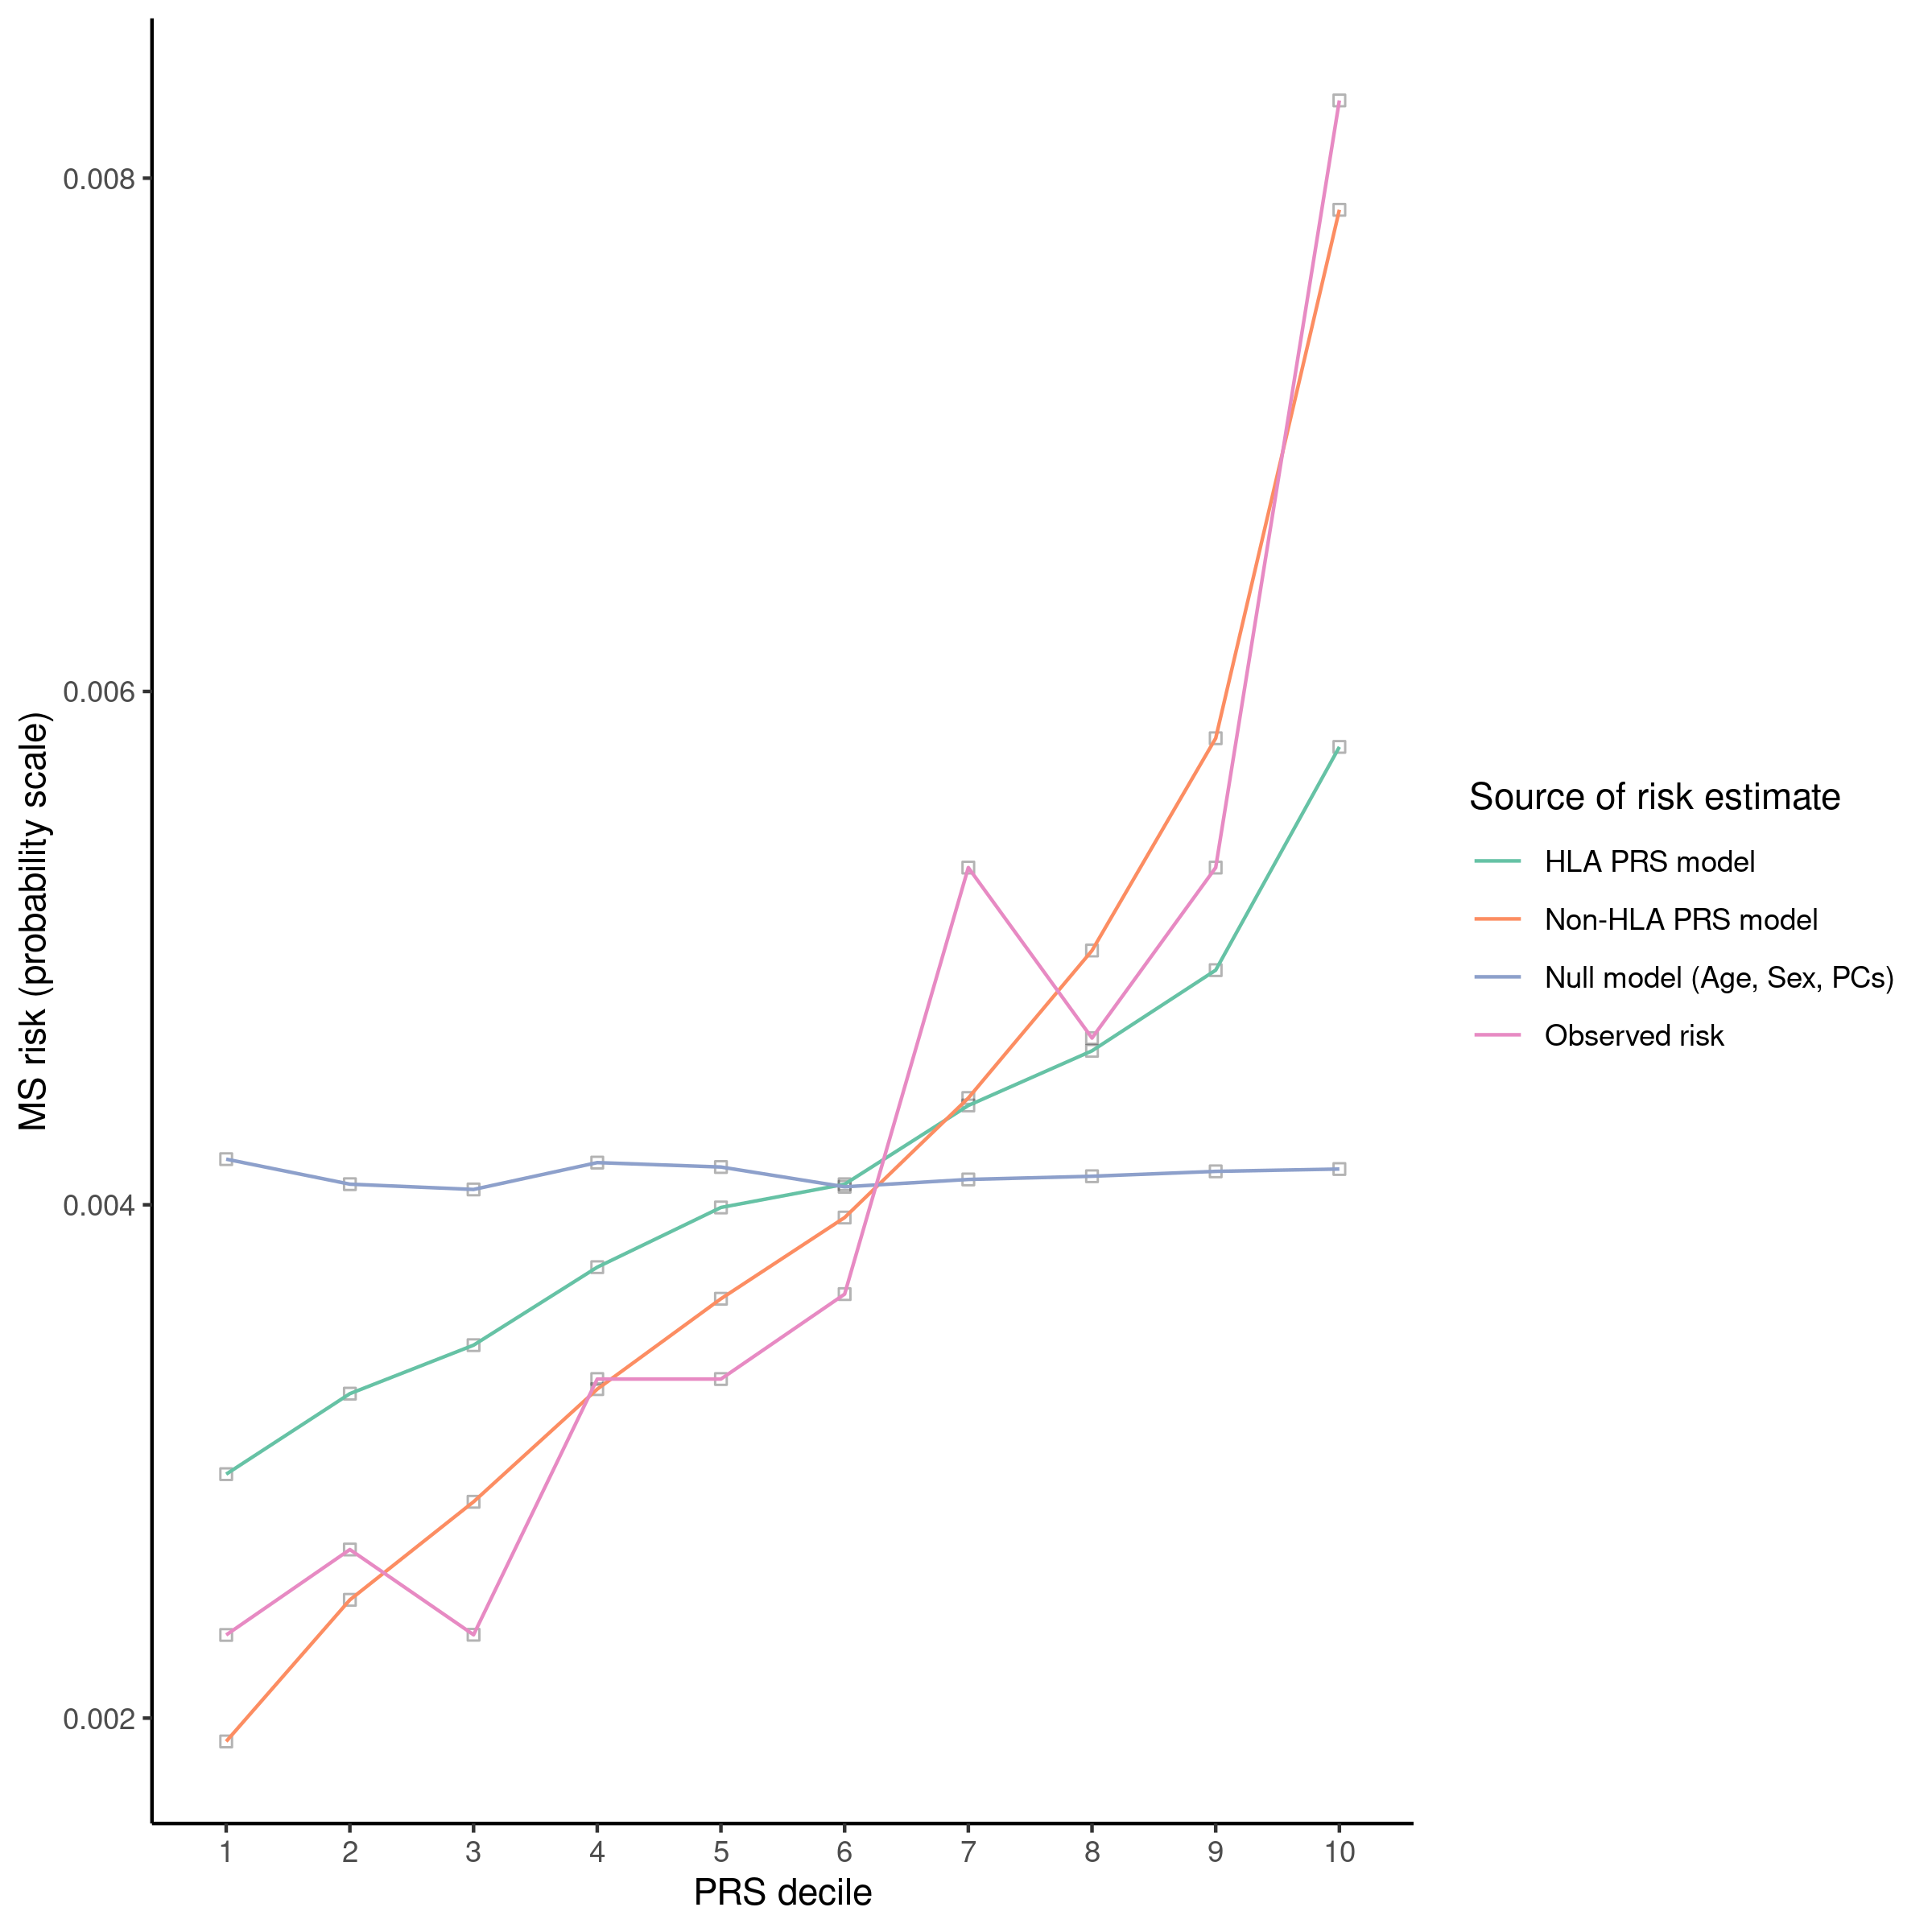 0.008
0.006
0.004
0.002
MS risk (probability scale)
1 2 3 4 5 6 7 8 9 10
PRS decile
Source of risk estimate
HLA PRS model
Non-HLA PRS model
Null model (Age, Sex, PCs)
Observed risk